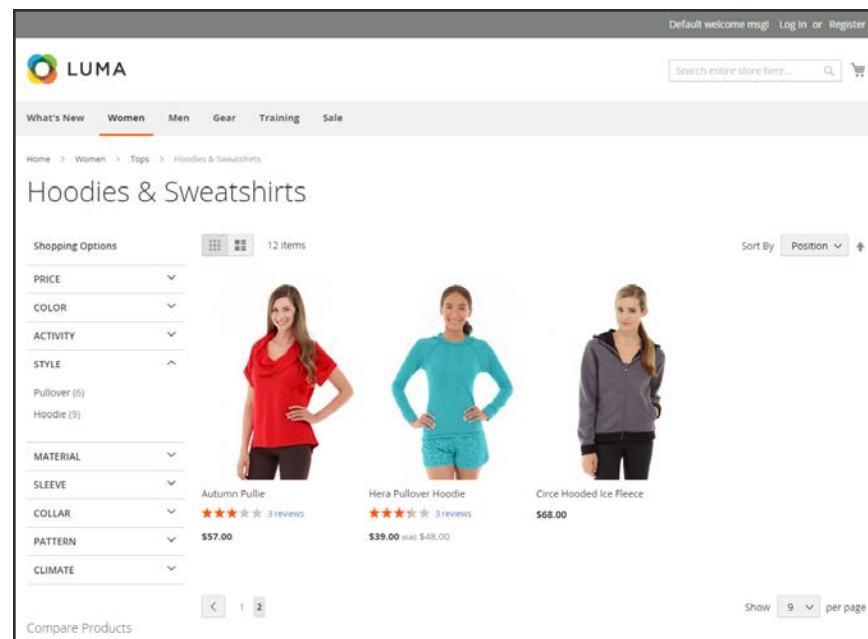 Default welcome msg! Log In or Register
LUMA
Search entire store here...
What's New Women Men Gear Training Sale
Home > Women > Tops > Hoodies & Sweatshirts
Hoodies & Sweatshirts
Shopping Options
12 items
Sort By Position
PRICE
COLOR
ACTIVITY
STYLE
Pullover (6)
Hoodie (9)
MATERIAL
SLEEVE
COLLAR
PATTERN
CLIMATE
Autumn Pullie
3 reviews
$57.00
Hera Pullover Hoodie
3 reviews
$39.00 was $48.00
Circe Hooded Ice Fleece
$68.00
< 1 2
Show 9 per page
Compare Products